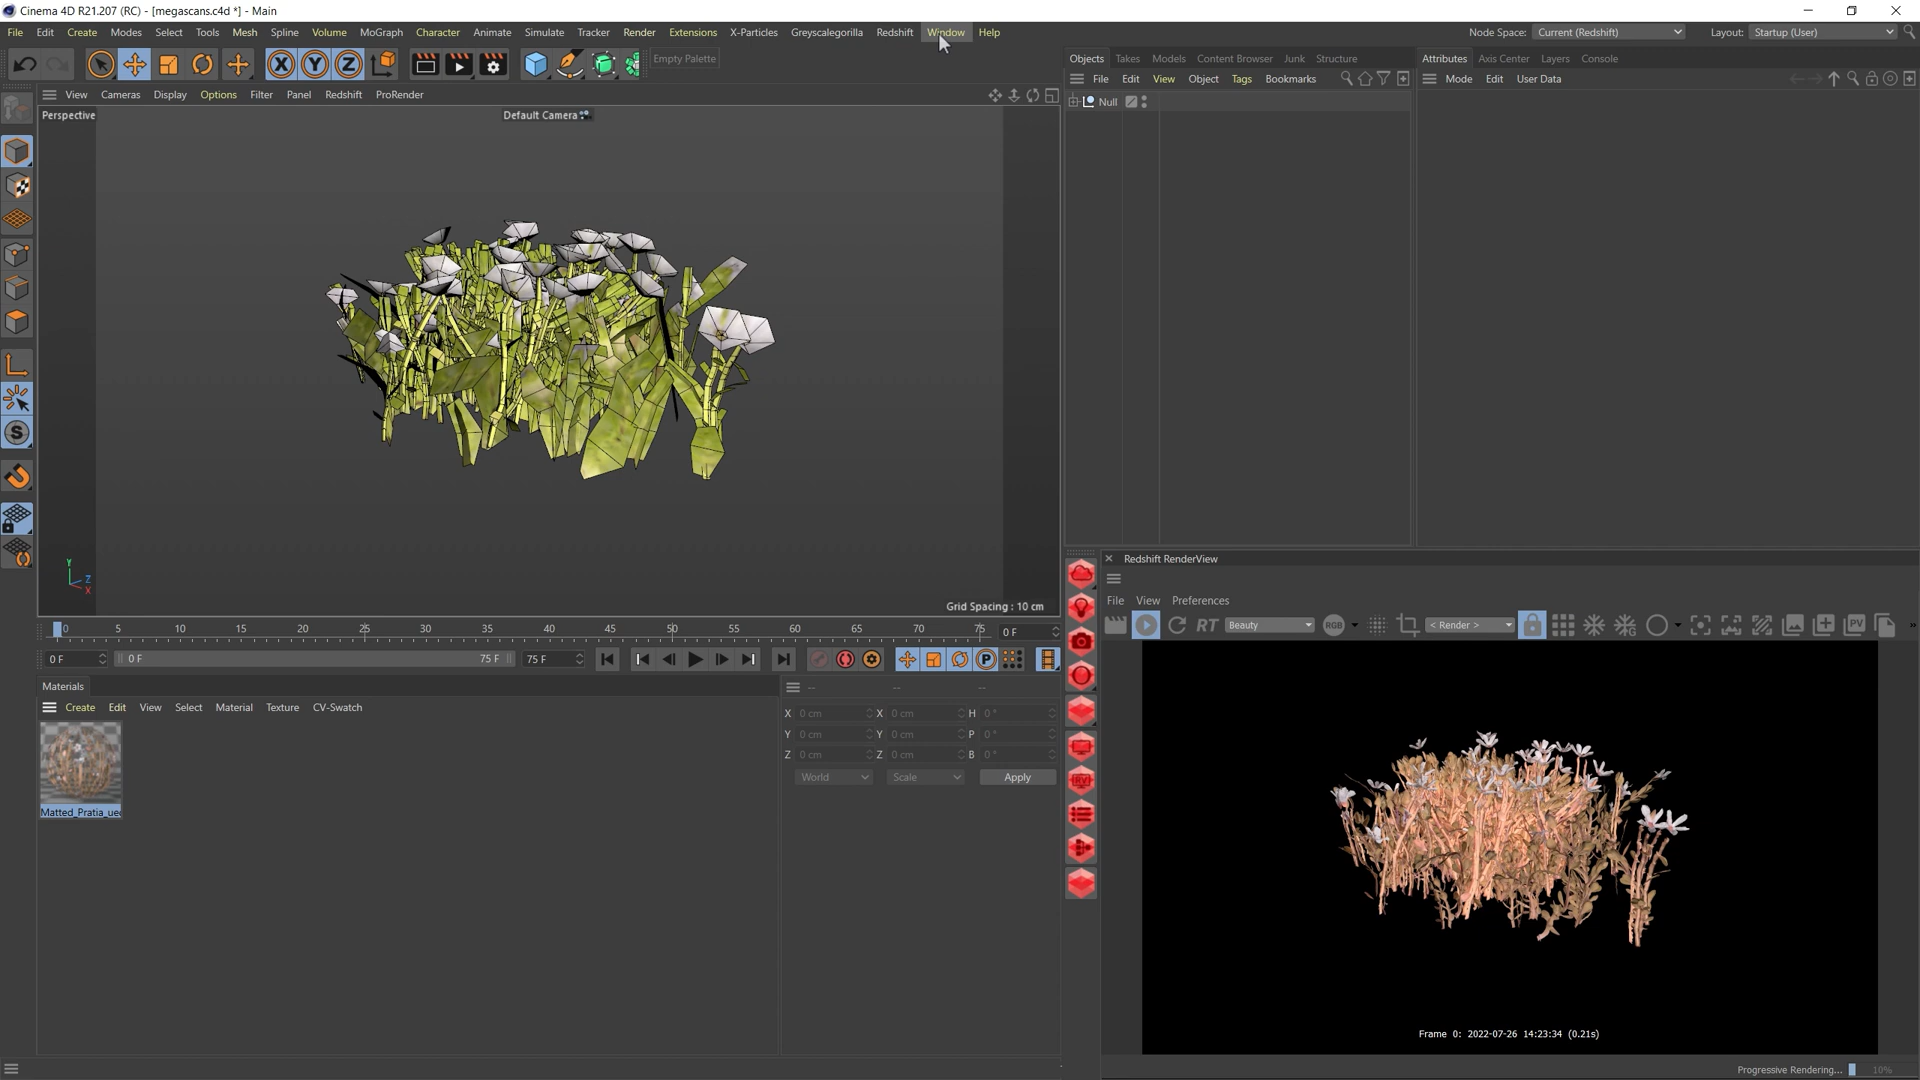 Cinema 4D R21.207 (RC) - [megascans.c4d *] - Main
File Edit Create Modes Select Tools Mesh Spline Volume MoGraph Character Animate Simulate Tracker Render Extensions X-Particles Greyscalegorilla Redshift Window Help
Node Space: Current (Redshift) Layout: Startup (User)
Empty Palette
Objects Takes Models Content Browser Junk Structure
Attributes Axis Center Layers Console
File Edit View Object Tags Bookmarks
Mode Edit User Data
View Cameras Display Options Filter Panel Redshift ProRender
Null
Perspective
Default Camera
Y
Z
X
Grid Spacing : 10 cm
0 5 10 15 20 25 30 35 40 45 50 55 60 65 70 75
0 F
0 F 0 F 75 F 75 F
Materials
Create Edit View Select Material Texture CV-Swatch
Matted_Pratia_ue
-- -- --
X 0 cm X 0 cm H 0 °
Y 0 cm Y 0 cm P 0 °
Z 0 cm Z 0 cm B 0 °
World Scale Apply
Redshift RenderView
File View Preferences
RT Beauty RGB < Render > G PV »
RV
Frame 0: 2022-07-26 14:23:34 (0.21s)
Progressive Rendering... 10%